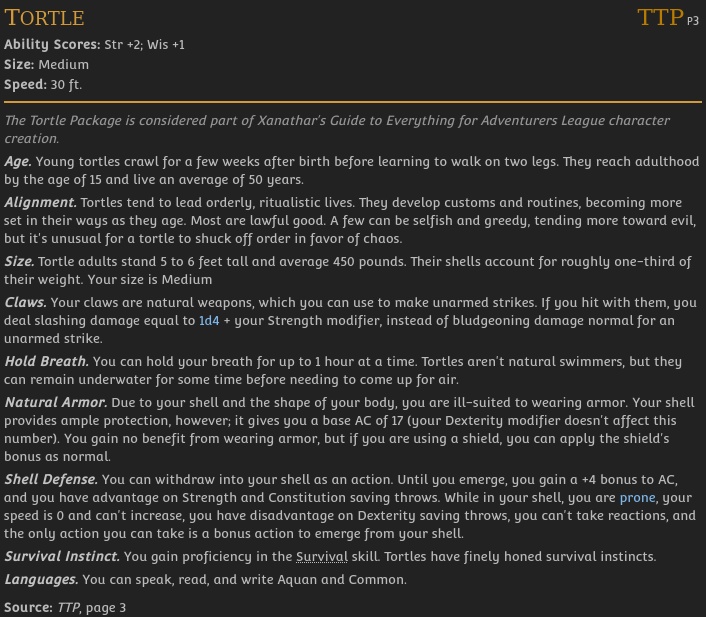 TORTLE TTP P3
Ability Scores: Str +2; Wis +1
Size: Medium
Speed: 30 ft.
The Tortle Package is considered part of Xanathar's Guide to Everything for Adventurers League character
creation.
Age. Young tortles crawl for a few weeks after birth before learning to walk on two legs. They reach adulthood
by the age of 15 and live an average of 50 years.
Alignment. Tortles tend to lead orderly, ritualistic lives. They develop customs and routines, becoming more
set in their ways as they age. Most are lawful good. A few can be selfish and greedy, tending more toward evil,
but it's unusual for a tortle to shuck off order in favor of chaos.
Size. Tortle adults stand 5 to 6 feet tall and average 450 pounds. Their shells account for roughly one-third of
their weight. Your size is Medium
Claws. Your claws are natural weapons, which you can use to make unarmed strikes. If you hit with them, you
deal slashing damage equal to 1d4 + your Strength modifier, instead of bludgeoning damage normal for an
unarmed strike.
Hold Breath. You can hold your breath for up to 1 hour at a time. Tortles aren't natural swimmers, but they
can remain underwater for some time before needing to come up for air.
Natural Armor. Due to your shell and the shape of your body, you are ill-suited to wearing armor. Your shell
provides ample protection, however; it gives you a base AC of 17 (your Dexterity modifier doesn't affect this
number). You gain no benefit from wearing armor, but if you are using a shield, you can apply the shield's
bonus as normal.
Shell Defense. You can withdraw into your shell as an action. Until you emerge, you gain a +4 bonus to AC,
and you have advantage on Strength and Constitution saving throws. While in your shell, you are prone, your
speed is 0 and can't increase, you have disadvantage on Dexterity saving throws, you can't take reactions, and
the only action you can take is a bonus action to emerge from your shell.
Survival Instinct. You gain proficiency in the Survival skill. Tortles have finely honed survival instincts.
Languages. You can speak, read, and write Aquan and Common.
Source: TTP, page 3